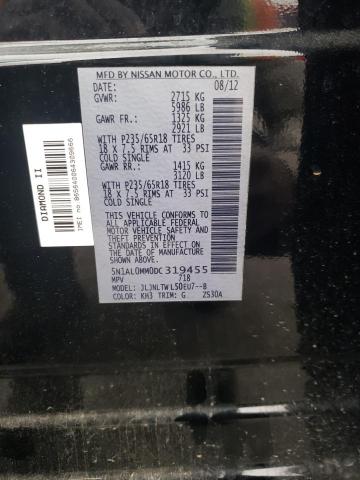 MFD BY NISSAN MOTOR CO., LTD.
DATE: 08/12
GVWR: 2715 KG
5986 LB
GAWR FR.: 1325 KG
2921 LB
WITH P235/65R18 TIRES
18 X 7.5 RIMS AT 33 PSI
COLD SINGLE
GAWR RR.: 1415 KG
3120 LB
WITH P235/65R18 TIRES
18 X 7.5 RIMS AT 33 PSI
COLD SINGLE
THIS VEHICLE CONFORMS TO
ALL APPLICABLE FEDERAL
MOTOR VEHICLE SAFETY
STANDARDS IN EFFECT ON
THE DATE OF MANUFACTURE
SHOWN ABOVE.
5N1AL0MM0DC319455
MPV 718
MODEL: JLJNLTWL50EU7--B
COLOR: KH3 TRIM: G ZS30A
DIAMOND II
IMEI no